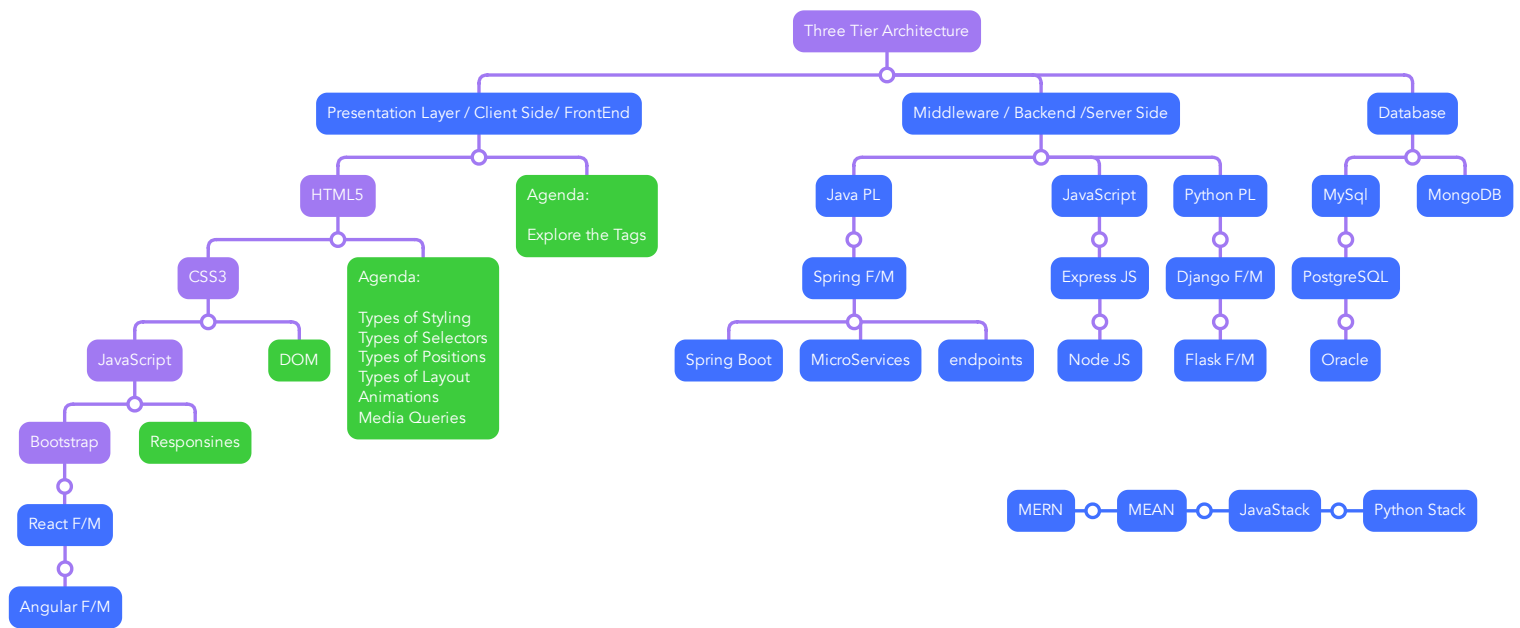 Three Tier Architecture
Presentation Layer / Client Side/ FrontEnd
Middleware / Backend /Server Side
Database
HTML5
Agenda:
Explore the Tags
Java PL
JavaScript
Python PL
MySql
MongoDB
CSS3
Agenda:
Types of Styling
Types of Selectors
Types of Positions
Types of Layout
Animations
Media Queries
Spring F/M
Express JS
Django F/M
PostgreSQL
JavaScript
DOM
Spring Boot
MicroServices
endpoints
Node JS
Flask F/M
Oracle
Bootstrap
Responsines
React F/M
MERN
MEAN
JavaStack
Python Stack
Angular F/M